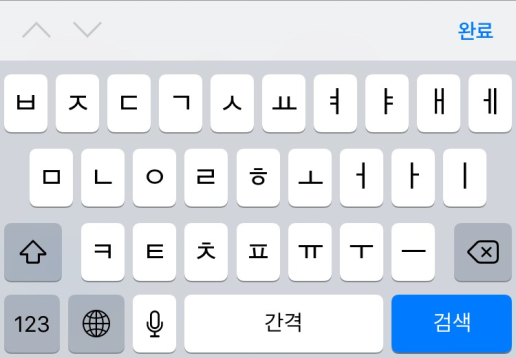 완료
ㅂ ㅈ ㄷ ㄱ ㅅ ㅛ ㅕ ㅑ ㅐ ㅔ
ㅁ ㄴ ㅇ ㄹ ㅎ ㅗ ㅓ ㅏ ㅣ
ㅋ ㅌ ㅊ ㅍ ㅠ ㅜ ㅡ
123 간격 검색